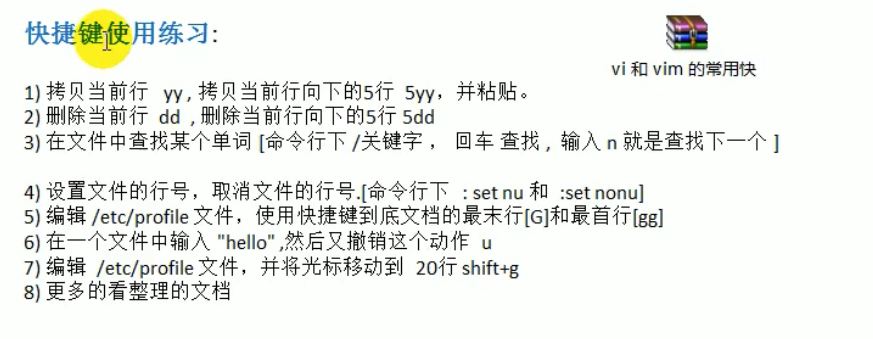 快捷键使用练习:
vi 和 vim 的常用快
1) 拷贝当前行 yy , 拷贝当前行向下的5行 5yy，并粘贴。
2) 删除当前行 dd , 删除当前行向下的5行 5dd
3) 在文件中查找某个单词 [命令行下 /关键字 ， 回车 查找 , 输入 n 就是查找下一个 ]
4) 设置文件的行号，取消文件的行号.[命令行下 : set nu 和 :set nonu]
5) 编辑 /etc/profile 文件，使用快捷键到底文档的最末行[G]和最首行[gg]
6) 在一个文件中输入 "hello" ,然后又撤销这个动作 u
7) 编辑 /etc/profile 文件，并将光标移动到 20行 shift+g
8) 更多的看整理的文档